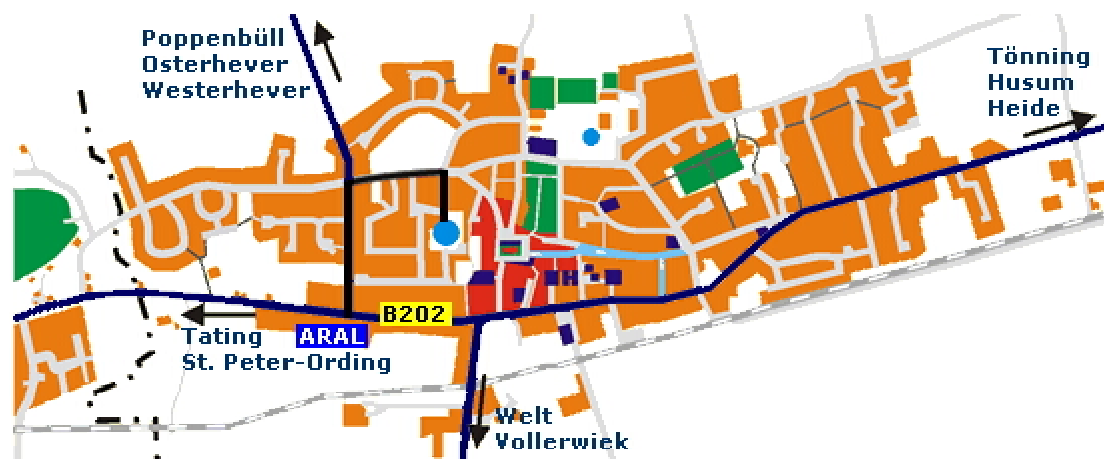 Poppenbüll
Osterhever
Westerhever
Tönning
Husum
Heide
H
B202
ARAL
Tating
St. Peter-Ording
Welt
Vollerwiek